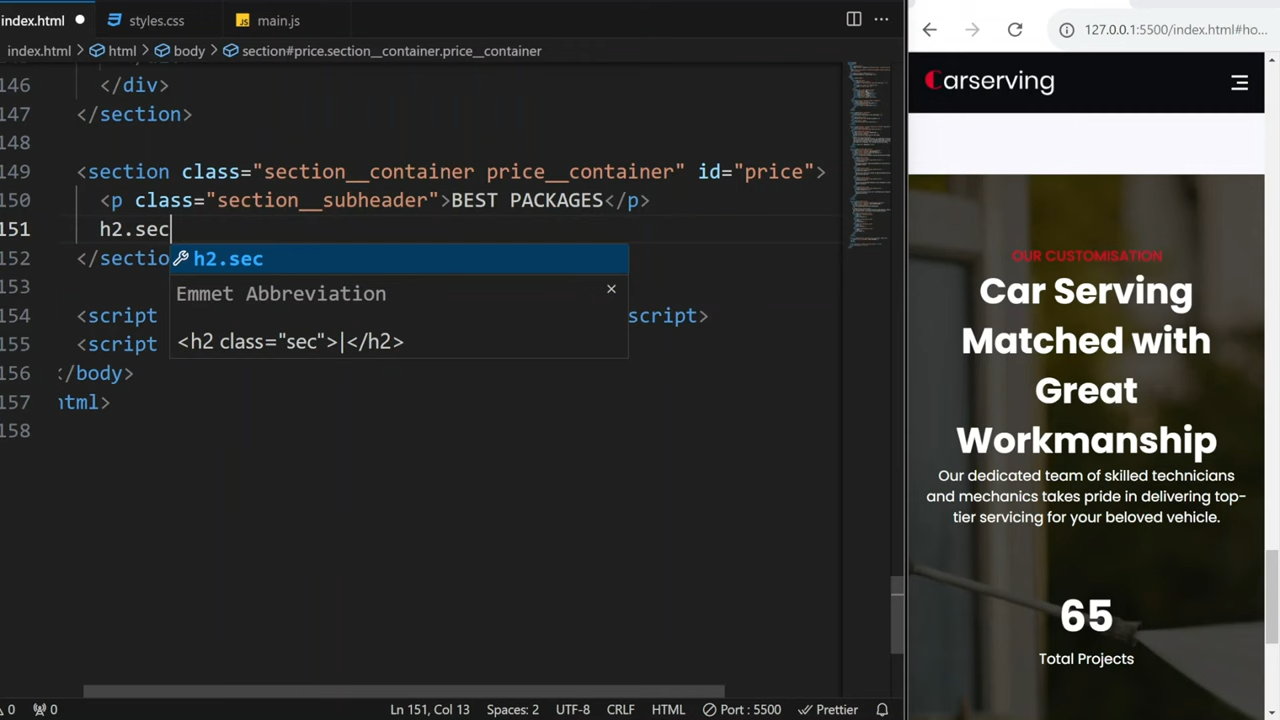 index.html
styles.css
JS main.js
index.html > html > body > section#price.section__container.price__container
146 </div>
147 </section>
148
149 <section class="section__container price__container" id="price">
150 <p class="section__subheader">BEST PACKAGES</p>
151 h2.sec
152 </sectio
h2.sec
Emmet Abbreviation
<h2 class="sec">|</h2>
153
154 <script script>
155 <script
156 </body>
157 html>
158
0 0
Ln 151, Col 13
Spaces: 2
UTF-8
CRLF
HTML
Port : 5500
Prettier
127.0.0.1:5500/index.html#ho...
Carserving
OUR CUSTOMISATION
Car Serving
Matched with
Great
Workmanship
Our dedicated team of skilled technicians
and mechanics takes pride in delivering top-
tier servicing for your beloved vehicle.
65
Total Projects